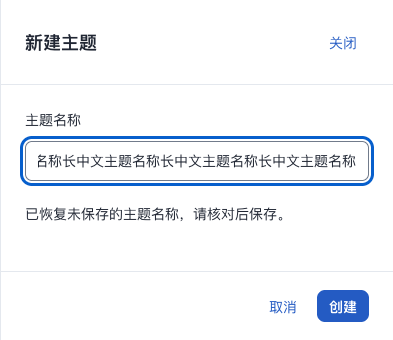 新建主题
关闭
主题名称
名称长中文主题名称长中文主题名称长中文主题名称
已恢复未保存的主题名称，请核对后保存。
取消
创建